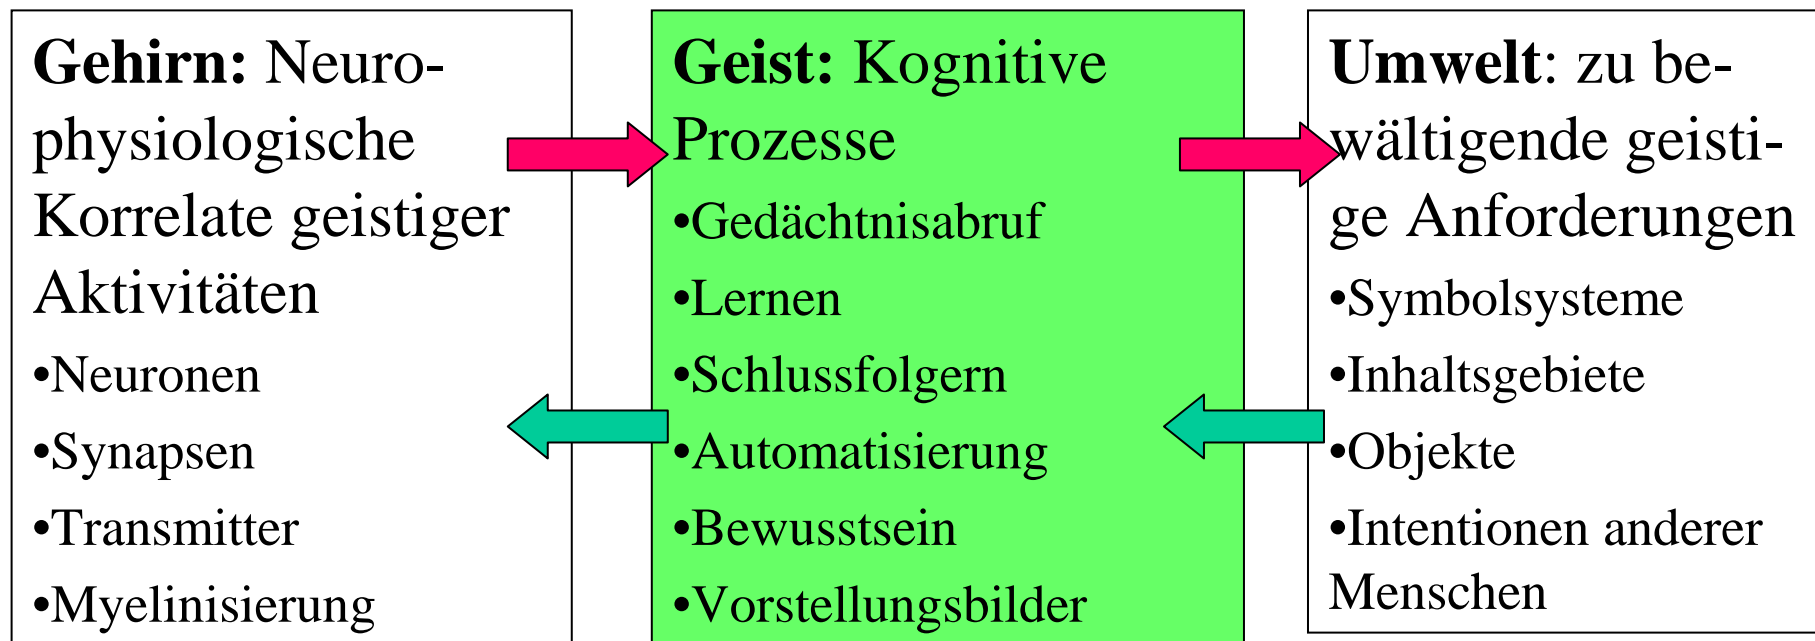 Gehirn: Neuro-
physiologische
Korrelate geistiger
Aktivitäten
•Neuronen
•Synapsen
•Transmitter
•Myelinisierung
Geist: Kognitive
Prozesse
•Gedächtnisabruf
•Lernen
•Schlussfolgern
•Automatisierung
•Bewusstsein
•Vorstellungsbilder
Umwelt: zu be-
wältigende geisti-
ge Anforderungen
•Symbolsysteme
•Inhaltsgebiete
•Objekte
•Intentionen anderer
Menschen